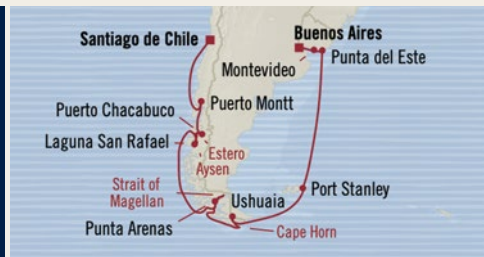 Santiago de Chile
Buenos Aires
Montevideo
Punta del Este
Puerto Chacabuco
Puerto Montt
Laguna San Rafael
Estero
Aysen
Strait of
Magellan
Ushuaia
Port Stanley
Punta Arenas
Cape Horn